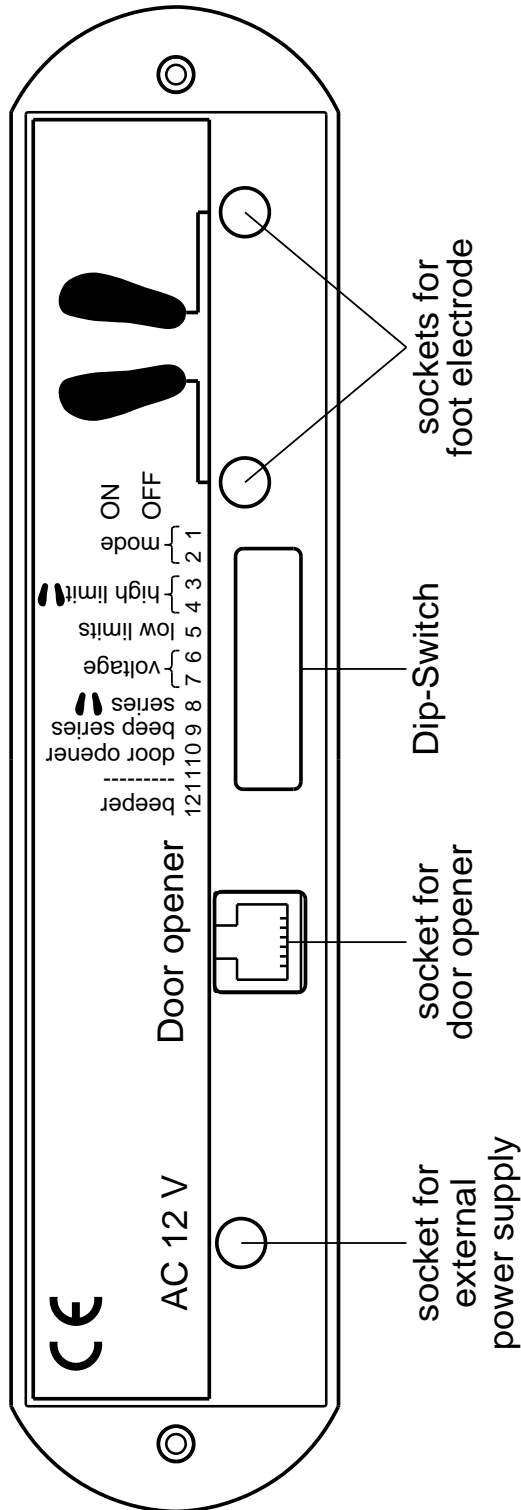 CE
AC 12 V
Door opener
ON
OFF
1 2 mode
3 4 high limit
5 low limits
6 7 voltage
8 series
9 beep series
10 door opener
11 ---------
12 beeper
socket for
external
power supply
socket for
door opener
Dip-Switch
sockets for
foot electrode